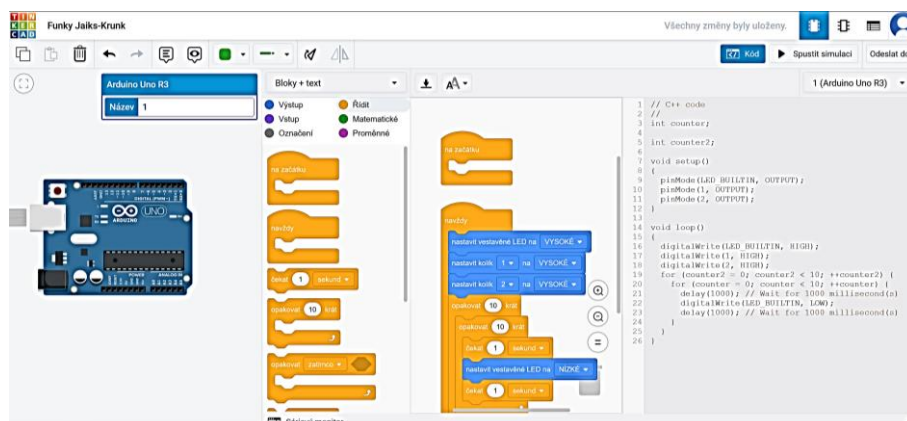 TIN
KER
CAD
Funky Jaiks-Krunk
Všechny změny byly uloženy.
Kód
Spustit simulaci
Odeslat do
Arduino Uno R3
Název 1
Bloky + text
1 (Arduino Uno R3)
Výstup
Řídit
Vstup
Matematické
Označení
Proměnné
na začátku
navždy
čekat 1 sekund
opakovat 10 krát
opakovat zatímco
na začátku
navždy
nastavit vestavěné LED na VYSOKÉ
nastavit kolík 1 na VYSOKÉ
nastavit kolík 2 na VYSOKÉ
opakovat 10 krát
opakovat 10 krát
čekat 1 sekund
nastavit vestavěné LED na NÍZKÉ
čekat 1 sekund
UNO
ARDUINO
1 // C++ code
2 //
3 int counter;
4
5 int counter2;
6
7 void setup()
8 {
9 pinMode(LED_BUILTIN, OUTPUT);
10 pinMode(1, OUTPUT);
11 pinMode(2, OUTPUT);
12 }
13
14 void loop()
15 {
16 digitalWrite(LED_BUILTIN, HIGH);
17 digitalWrite(1, HIGH);
18 digitalWrite(2, HIGH);
19 for (counter2 = 0; counter2 < 10; ++counter2) {
20 for (counter = 0; counter < 10; ++counter) {
21 delay(1000); // Wait for 1000 millisecond(s)
22 digitalWrite(LED_BUILTIN, LOW);
23 delay(1000); // Wait for 1000 millisecond(s)
24 }
25 }
26 }